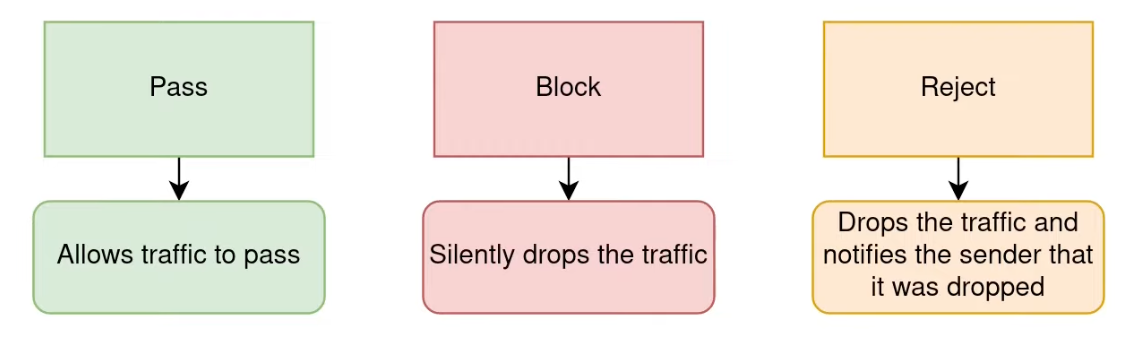 Pass
Block
Reject
Allows traffic to pass
Silently drops the traffic
Drops the traffic and
notifies the sender that
it was dropped